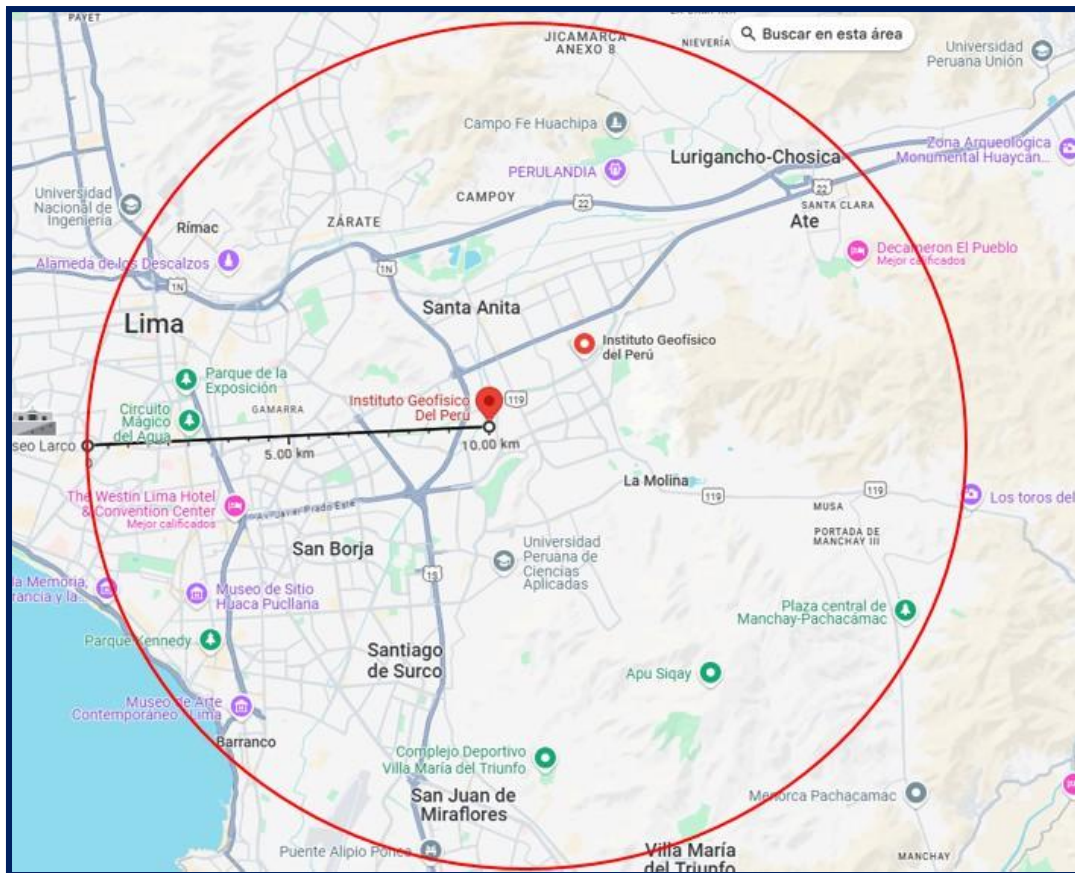 PAYET
JICAMARCA
ANEXO 8
NIEVERÍA
Buscar en esta área
Universidad
Peruana Unión
Campo Fe Huachipa
Zona Arqueológica
Monumental Huaycán...
Lurigancho-Chosica
PERULANDIA
22
Universidad
Nacional de
Ingeniería
CAMPOY
22
SANTA CLARA
Rímac
ZÁRATE
Ate
Decameron El Pueblo
Mejor calificados
Alameda de los Descalzos
1N
1N
Santa Anita
Lima
Instituto Geofísico
del Perú
Parque de la
Exposición
Instituto Geofísico
Del Perú
119
Circuito
Mágico
del Agua
GAMARRA
seo Larco
0
5.00 km
10.00 km
La Molina
119
119
Los toros del
The Westin Lima Hotel
& Convention Center
Mejor calificados
Av. Javier Prado Este
MUSA
PORTADA DE
MANCHAY III
San Borja
Universidad
Peruana de
Ciencias
Aplicadas
1S
la Memoria,
rancia y la...
Museo de Sitio
Huaca Pucllana
Plaza central de
Manchay-Pachacámac
Parque Kennedy
Santiago
de Surco
Apu Siqay
Museo de Arte
Contemporáneo - Lima
Barranco
Complejo Deportivo
Villa María del Triunfo
San Juan de
Miraflores
Menorca Pachacamac
Puente Alipio Ponce
Villa María
del Triunfo
MANCHAY